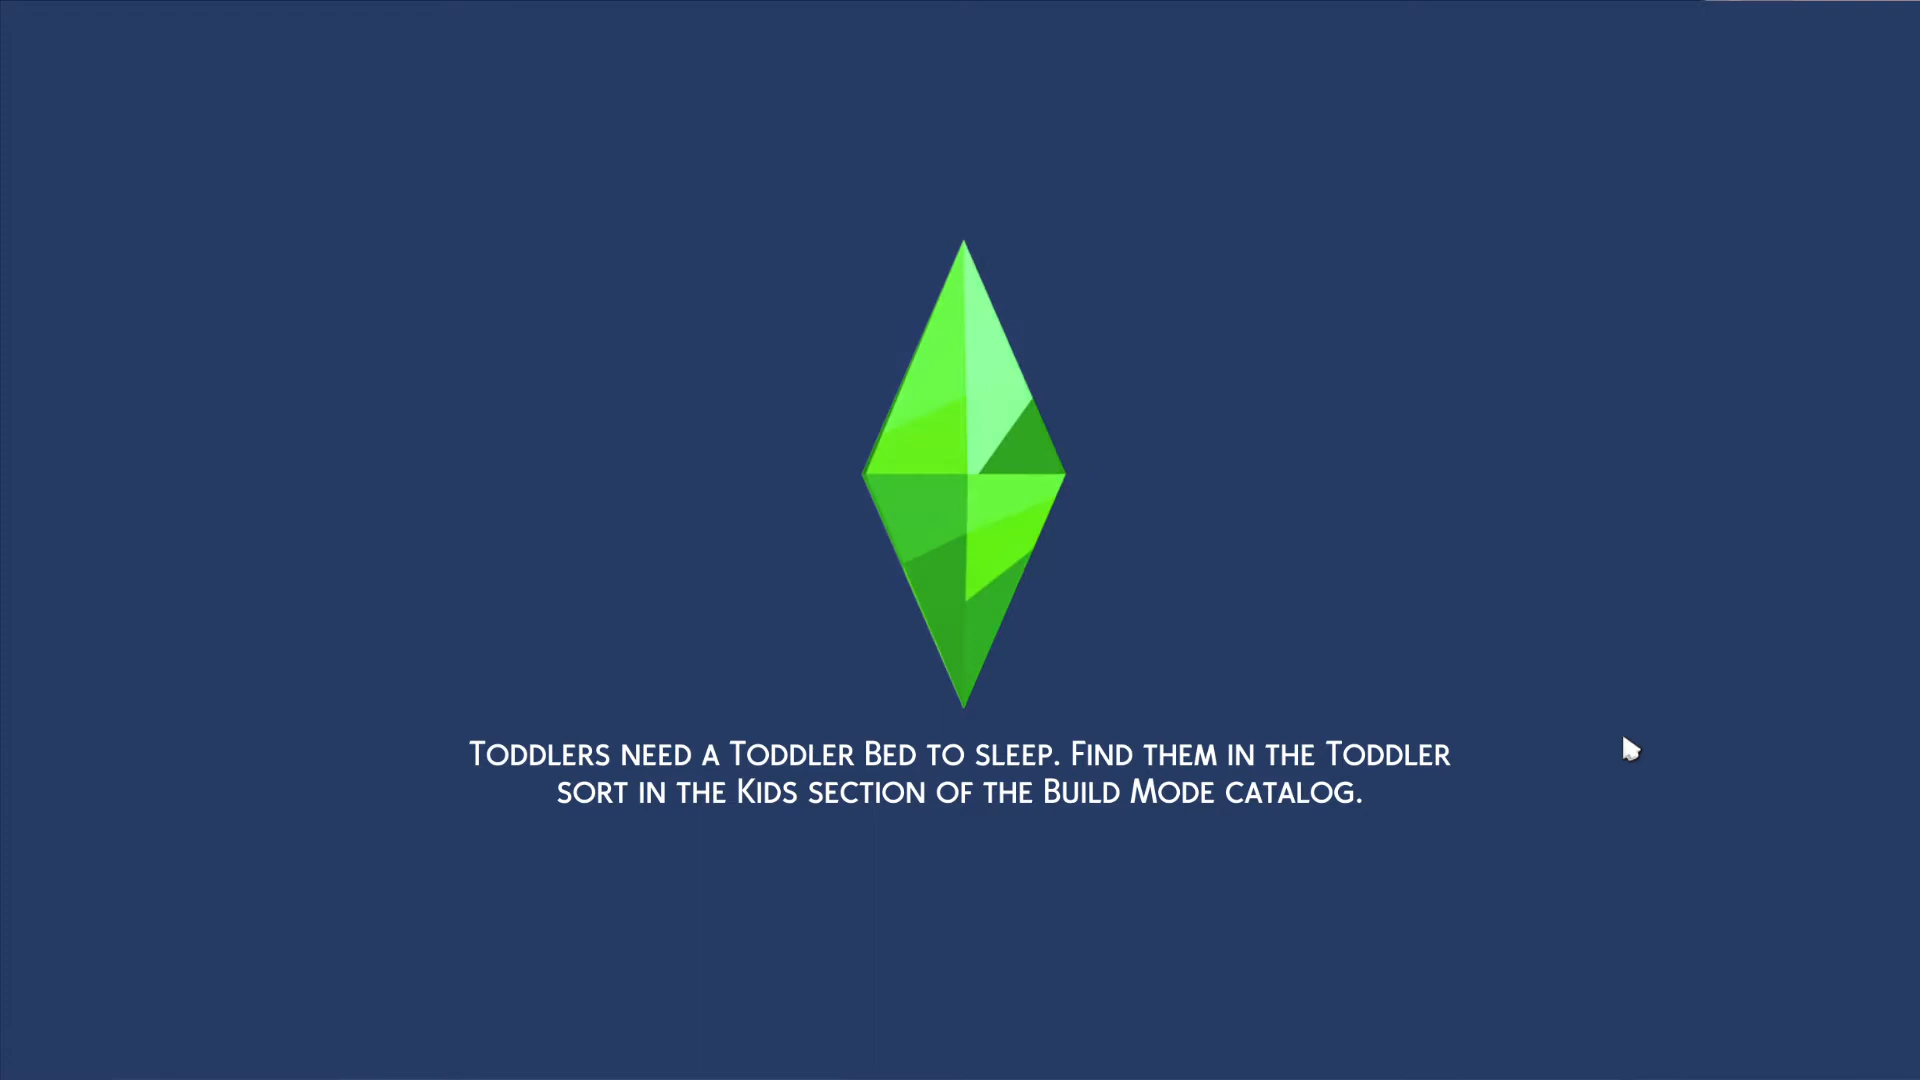 Toddlers need a Toddler Bed to sleep. Find them in the Toddler
sort in the Kids section of the Build Mode catalog.